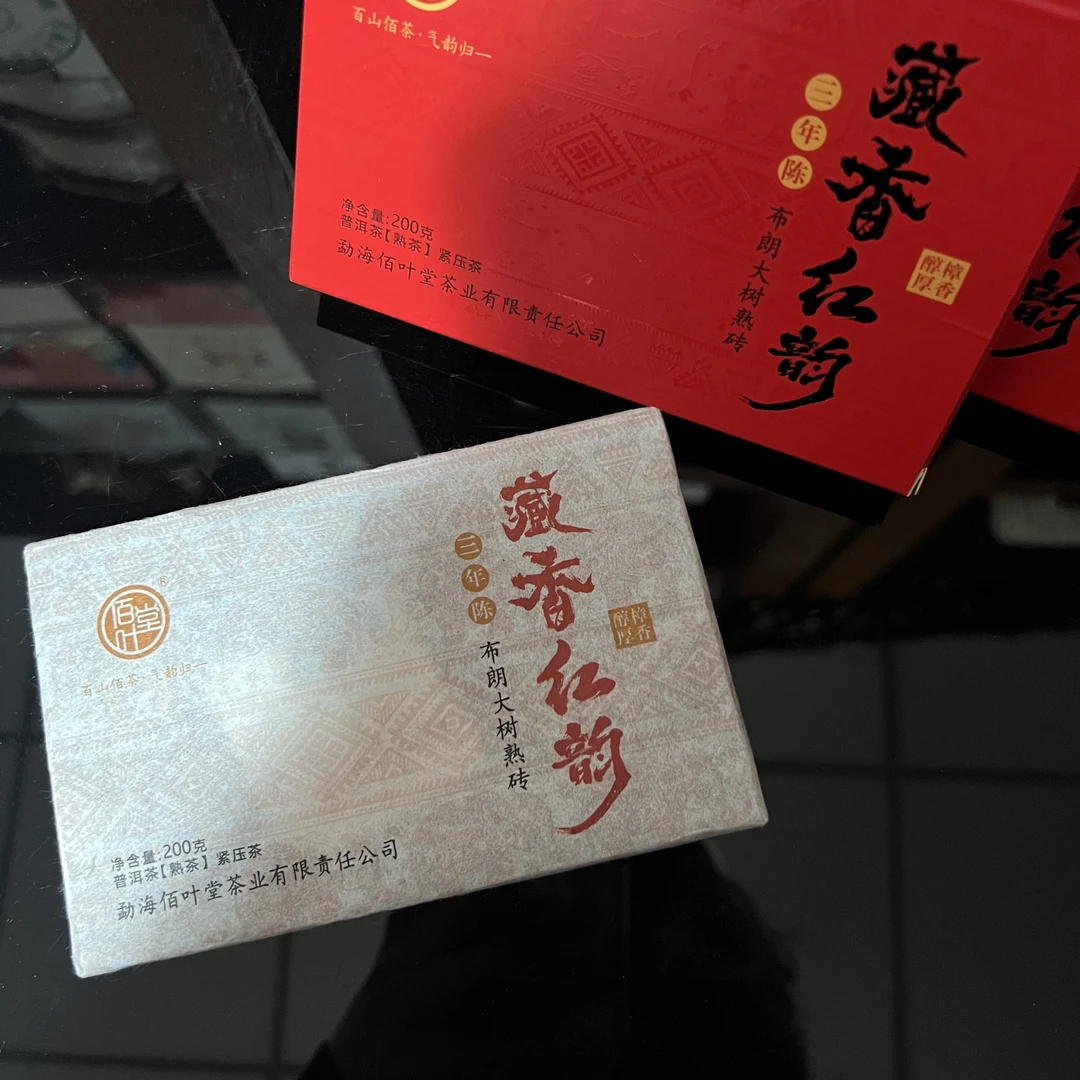 百山佰茶·气韵归一
藏香红韵
三年陈
布朗大树熟砖
樟香
醇厚
净含量:200克
普洱茶【熟茶】 紧压茶
勐海佰叶堂茶业有限责任公司
红韵
佰叶堂
®
百山佰茶·气韵归一
藏香红韵
三年陈
布朗大树熟砖
樟香
醇厚
净含量:200克
普洱茶【熟茶】 紧压茶
勐海佰叶堂茶业有限责任公司